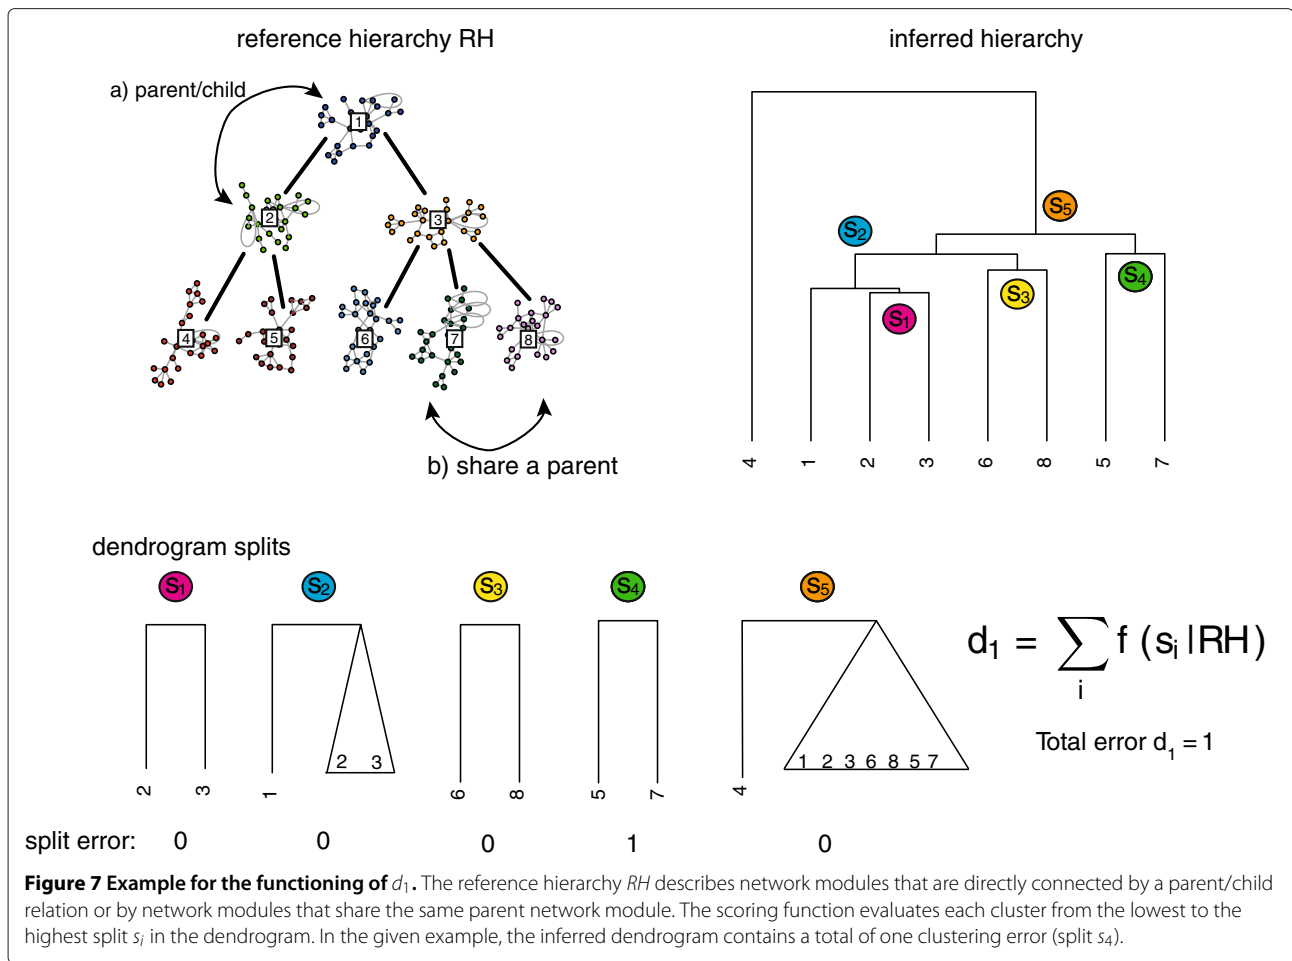 reference hierarchy RH
inferred hierarchy
a) parent/child
1
2
3
4
5
6
7
8
b) share a parent
S5
S2
S4
S3
S1
4 1 2 3 6 8 5 7
dendrogram splits
S1 S2 S3 S4 S5
2 3 1 2 3 6 8 5 7 4 1 2 3 6 8 5 7
d1 = ∑i f (si |RH)
Total error d1 = 1
split error: 0 0 0 1 0
Figure 7 Example for the functioning of d1. The reference hierarchy RH describes network modules that are directly connected by a parent/child
relation or by network modules that share the same parent network module. The scoring function evaluates each cluster from the lowest to the
highest split si in the dendrogram. In the given example, the inferred dendrogram contains a total of one clustering error (split s4).